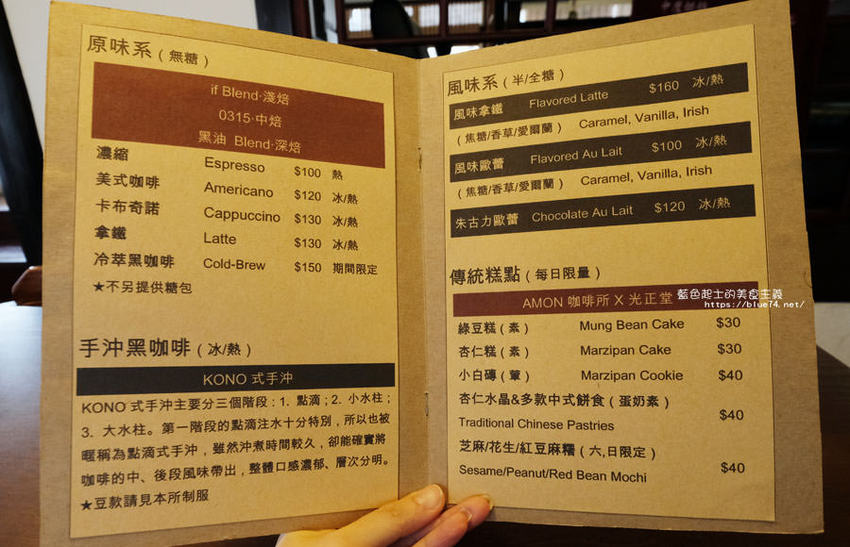 原味系（無糖）
if Blend·淺焙
0315·中焙
黑油 Blend·深焙
濃縮 Espresso $100 熱
美式咖啡 Americano $120 冰/熱
卡布奇諾 Cappuccino $130 冰/熱
拿鐵 Latte $130 冰/熱
冷萃黑咖啡 Cold-Brew $150 期間限定
★不另提供糖包
手沖黑咖啡（冰/熱）
KONO 式手沖
KONO 式手沖主要分三個階段：1. 點滴；2. 小水柱；
3. 大水柱。第一階段的點滴注水十分特別，所以也被
暱稱為點滴式手沖，雖然沖煮時間較久，卻能確實將
咖啡的中、後段風味帶出，整體口感濃郁、層次分明。
★豆款請見本所制服
風味系（半/全糖）
風味拿鐵 Flavored Latte $160 冰/熱
（焦糖/香草/愛爾蘭） Caramel, Vanilla, Irish
風味歐蕾 Flavored Au Lait $100 冰/熱
（焦糖/香草/愛爾蘭） Caramel, Vanilla, Irish
朱古力歐蕾 Chocolate Au Lait $120 冰/熱
傳統糕點（每日限量）
AMON 咖啡所 X 光正堂
綠豆糕（素） Mung Bean Cake $30
杏仁糕（素） Marzipan Cake $30
小白磚（葷） Marzipan Cookie $40
杏仁水晶&多款中式餅食（蛋奶素）
Traditional Chinese Pastries $40
芝麻/花生/紅豆麻糬（六,日限定）
Sesame/Peanut/Red Bean Mochi $40
藍色起士的美食主義
https://blue74.net/